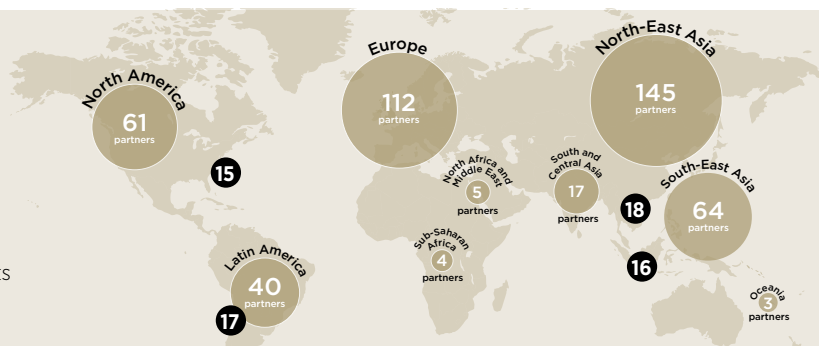 North America
61
partners
15
Europe
112
partners
North-East Asia
145
partners
North Africa and
Middle East
5
partners
South and
Central Asia
17
partners
18
South-East Asia
64
partners
Sub-Saharan
Africa
4
partners
16
Latin America
40
partners
17
Oceania
3
partners